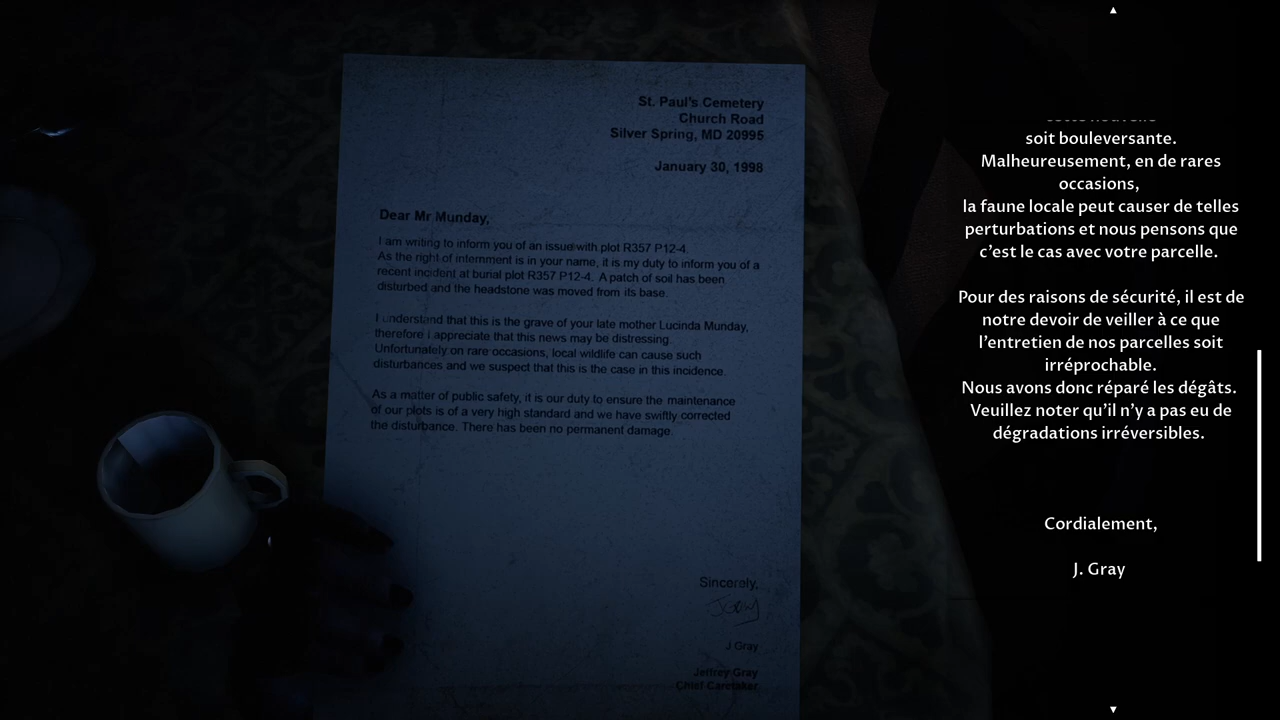 St. Paul's Cemetery
Church Road
Silver Spring, MD 20995
January 30, 1998
Dear Mr Munday,
I am writing to inform you of an issue with plot R357 P12-4.
As the right of internment is in your name, it is my duty to inform you of a
recent incident at burial plot R357 P12-4. A patch of soil has been
disturbed and the headstone was moved from its base.
I understand that this is the grave of your late mother Lucinda Munday,
therefore I appreciate that this news may be distressing.
Unfortunately on rare occasions, local wildlife can cause such
disturbances and we suspect that this is the case in this incidence.
As a matter of public safety, it is our duty to ensure the maintenance
of our plots is of a very high standard and we have swiftly corrected
the disturbance. There has been no permanent damage.
Sincerely,
JGray
J Gray
Jeffrey Gray
Chief Caretaker
soit bouleversante.
Malheureusement, en de rares
occasions,
la faune locale peut causer de telles
perturbations et nous pensons que
c'est le cas avec votre parcelle.
Pour des raisons de sécurité, il est de
notre devoir de veiller à ce que
l'entretien de nos parcelles soit
irréprochable.
Nous avons donc réparé les dégâts.
Veuillez noter qu'il n'y a pas eu de
dégradations irréversibles.
Cordialement,
J. Gray